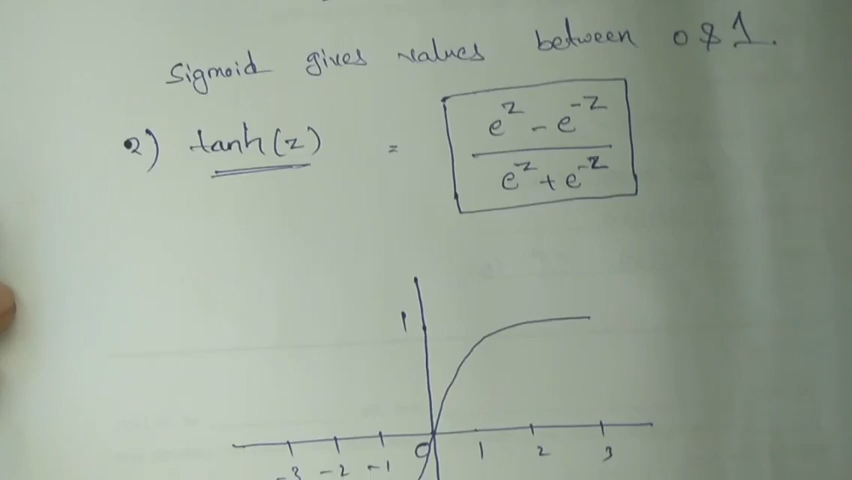 Sigmoid gives values between 0 & 1.
2) tanh(z) = e^z - e^-z / e^z + e^-z
1
-3 -2 -1 0 1 2 3